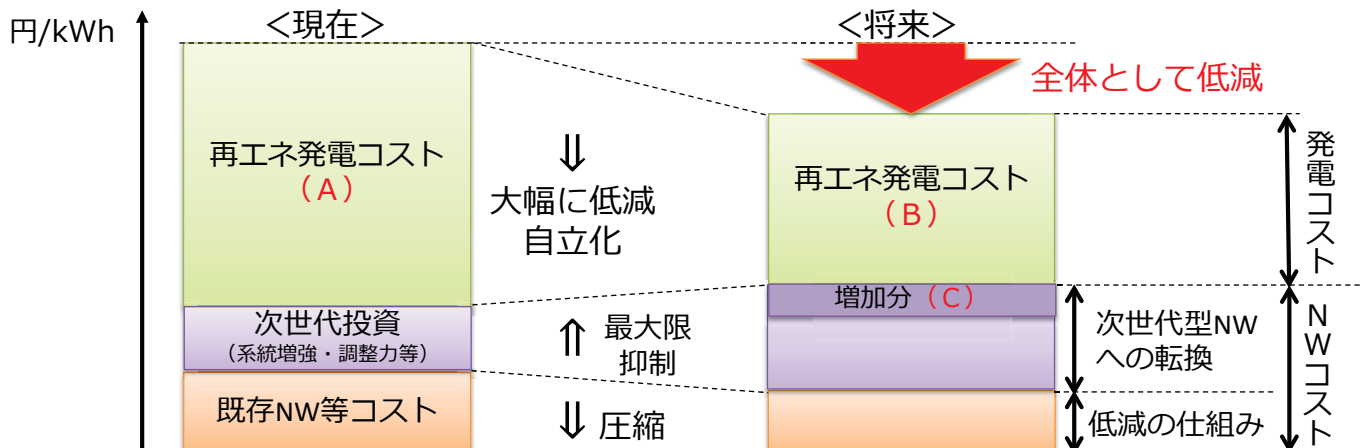 円/kWh
<現在>
<将来>
全体として低減
再エネ発電コスト
(A)
⇓
大幅に低減
自立化
再エネ発電コスト
(B)
発電コスト
増加分(C)
次世代投資
(系統増強・調整力等)
⇑ 最大限
抑制
次世代型NW
への転換
NWコスト
既存NW等コスト
⇓ 圧縮
低減の仕組み